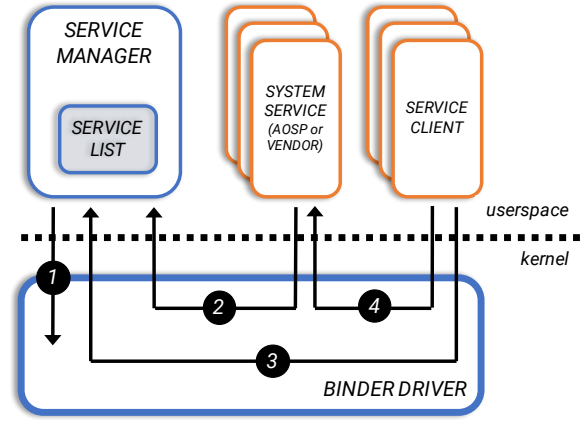 SERVICE
MANAGER
SERVICE
LIST
SYSTEM
SERVICE
(AOSP or
VENDOR)
SERVICE
CLIENT
userspace
kernel
1
2
4
3
BINDER DRIVER